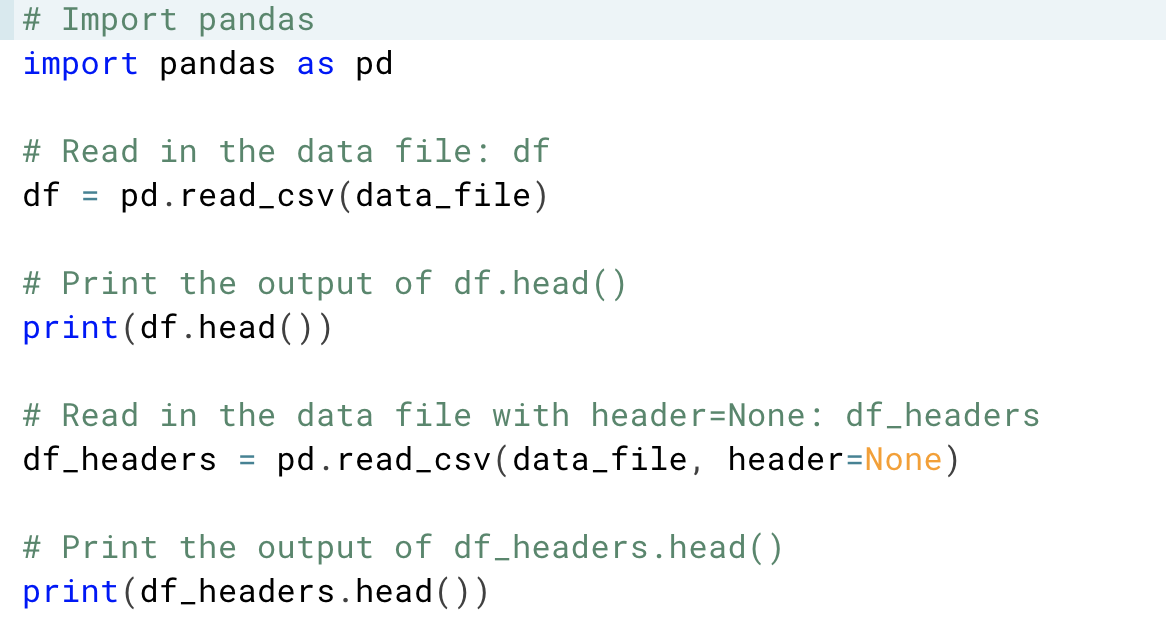 # Import pandas
import pandas as pd
# Read in the data file: df
df = pd.read_csv(data_file)
# Print the output of df.head()
print(df.head())
# Read in the data file with header=None: df_headers
df_headers = pd.read_csv(data_file, header=None)
# Print the output of df_headers.head()
print(df_headers.head())